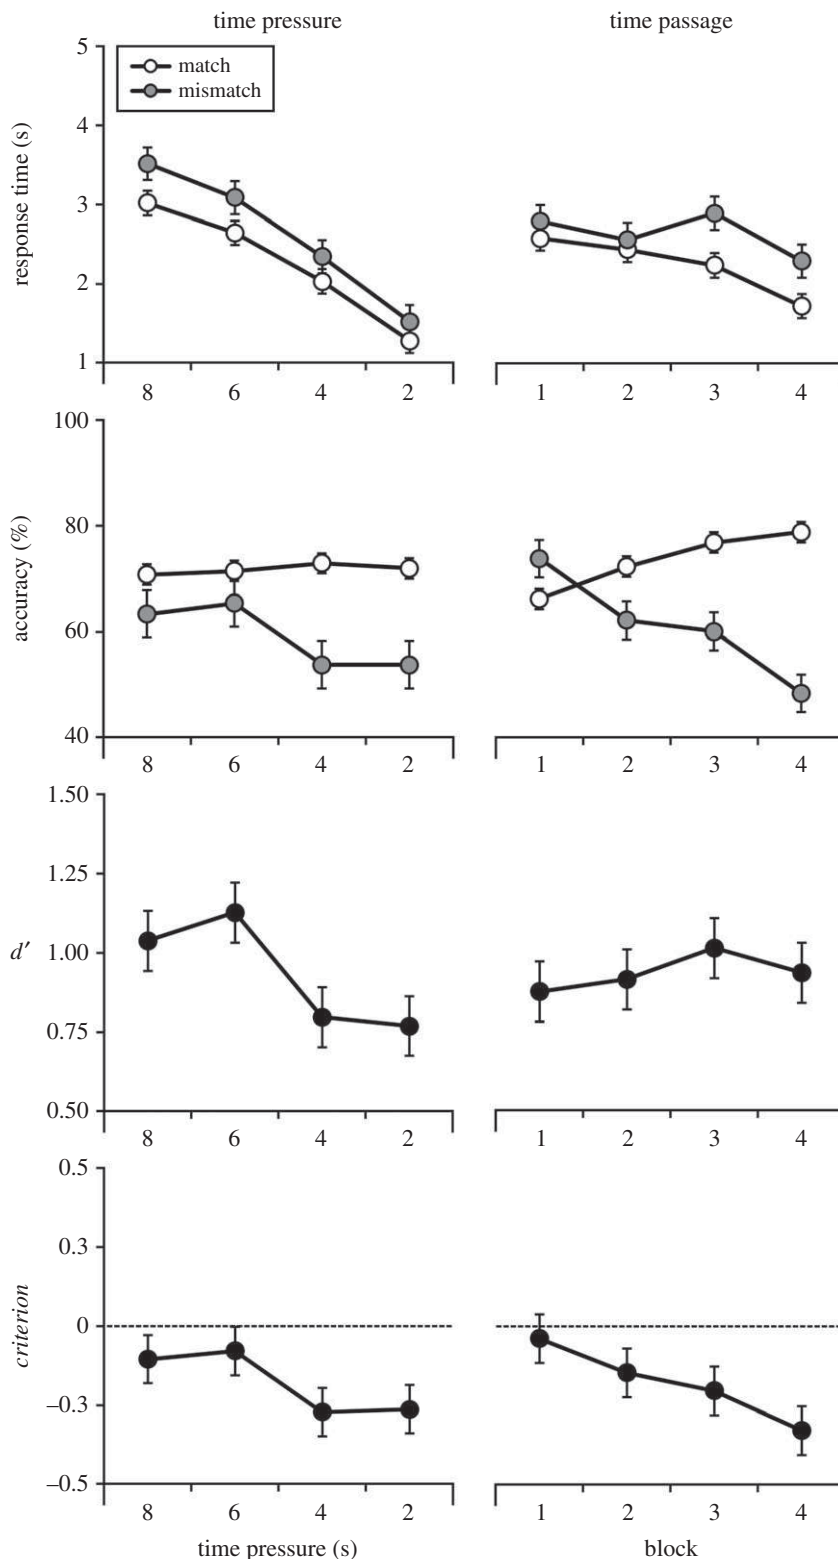 time pressure
time passage
match
mismatch
response time (s)
5
4
3
2
1
8 6 4 2
1 2 3 4
accuracy (%)
100
80
60
40
8 6 4 2
1 2 3 4
d′
1.50
1.25
1.00
0.75
0.50
8 6 4 2
1 2 3 4
criterion
0.5
0.3
0
–0.3
–0.5
8 6 4 2
1 2 3 4
time pressure (s)
block